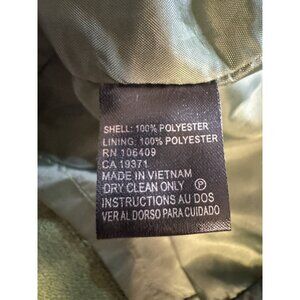 SHELL: 100% POLYESTER
LINING: 100% POLYESTER
RN 106409
CA 19371
MADE IN VIETNAM
DRY CLEAN ONLY Ⓟ
INSTRUCTIONS AU DOS
VER AL DORSO PARA CUIDADO